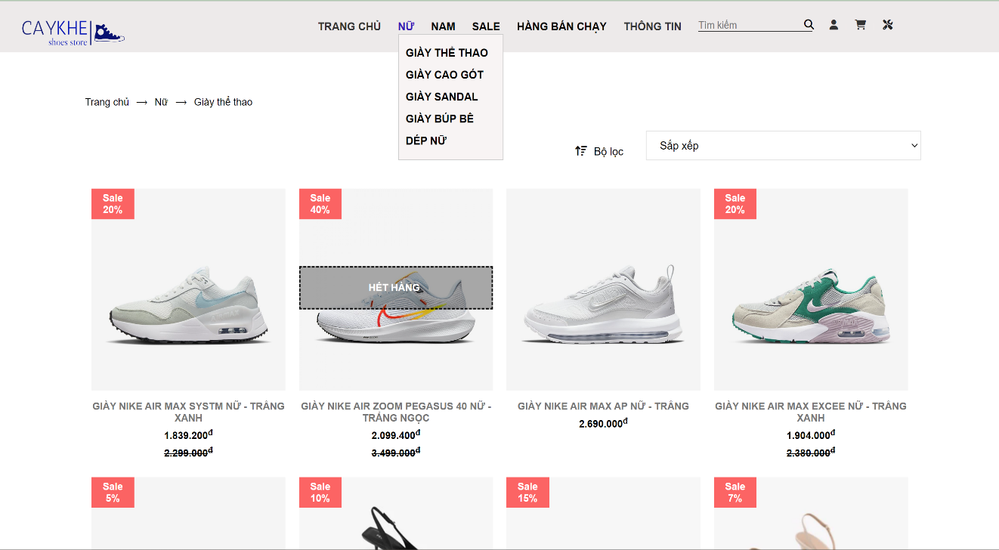 CAYKHE
shoes store
TRANG CHỦ NỮ NAM SALE HÀNG BÁN CHẠY THÔNG TIN Tìm kiếm
GIÀY THỂ THAO
GIÀY CAO GÓT
GIÀY SANDAL
GIÀY BÚP BÊ
DÉP NỮ
Trang chủ → Nữ → Giày thể thao
Bộ lọc Sắp xếp
Sale
20%
Sale
40%
Sale
20%
HẾT HÀNG
GIÀY NIKE AIR MAX SYSTM NỮ - TRẮNG
XANH
1.839.200đ
2.299.000đ
GIÀY NIKE AIR ZOOM PEGASUS 40 NỮ -
TRẮNG NGỌC
2.099.400đ
3.499.000đ
GIÀY NIKE AIR MAX AP NỮ - TRẮNG
2.690.000đ
GIÀY NIKE AIR MAX EXCEE NỮ - TRẮNG
XANH
1.904.000đ
2.380.000đ
Sale
5%
Sale
10%
Sale
15%
Sale
7%